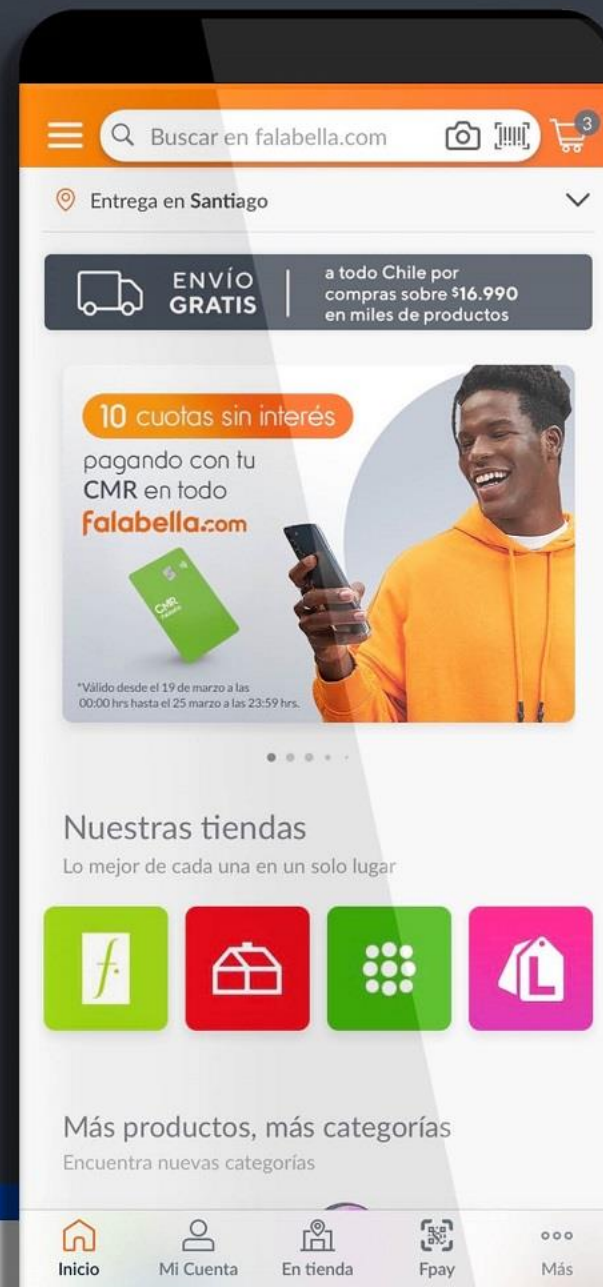 3
Buscar en falabella.com
Entrega en Santiago
ENVÍO
GRATIS
a todo Chile por
compras sobre $16.990
en miles de productos
10 cuotas sin interés
pagando con tu
CMR en todo
falabella.com
CMR
Falabella
*Válido desde el 19 de marzo a las
00:00 hrs hasta el 25 marzo a las 23:59 hrs.
Nuestras tiendas
Lo mejor de cada una en un solo lugar
f.
L
Más productos, más categorías
Encuentra nuevas categorías
Inicio
Mi Cuenta
En tienda
Fpay
Más